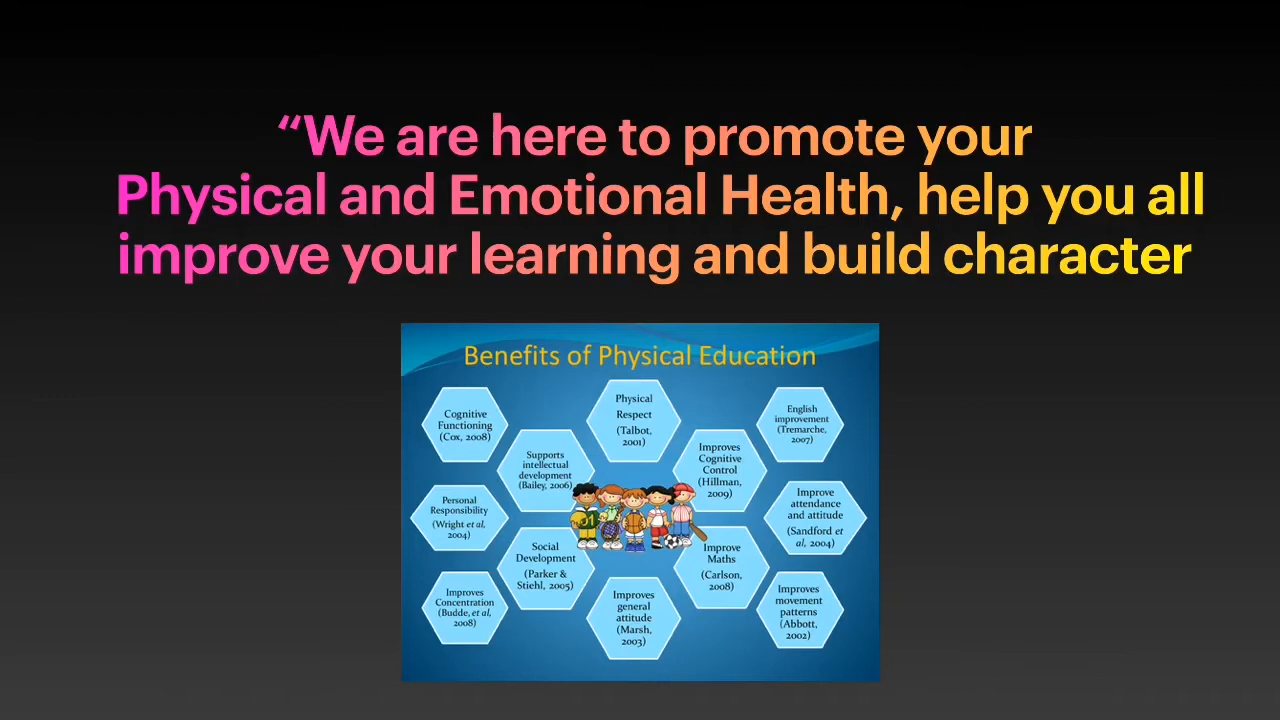 “We are here to promote your
Physical and Emotional Health, help you all
improve your learning and build character
Benefits of Physical Education
Cognitive
Functioning
(Cox, 2008)
Supports
intellectual
development
(Bailey, 2006)
Physical
Respect
(Talbot,
2001)
Improves
Cognitive
Control
(Hillman,
2009)
English
improvement
(Tremarche,
2007)
Personal
Responsibility
(Wright et al,
2004)
Social
Development
(Parker &
Stiehl, 2005)
Improve
Maths
(Carlson,
2008)
Improve
attendance
and attitude
(Sandford et
al, 2004)
Improves
Concentration
(Budde, et al,
2008)
Improves
general
attitude
(Marsh,
2003)
Improves
movement
patterns
(Abbott,
2002)